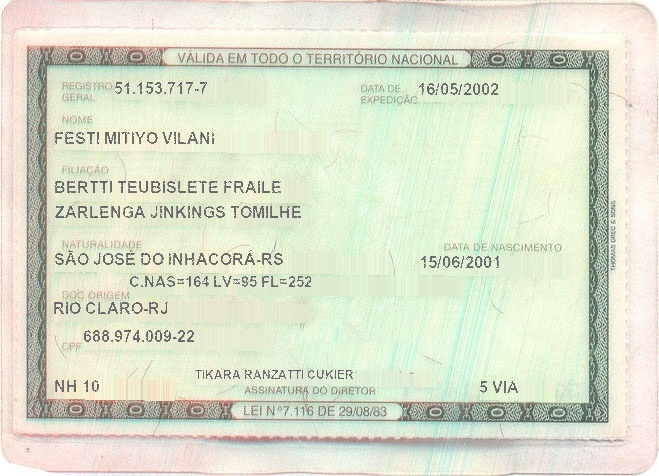 VÁLIDA EM TODO O TERRITÓRIO NACIONAL
REGISTRO GERAL 51.153.717-7 DATA DE EXPEDIÇÃO 16/05/2002
NOME
FESTI MITIYO VILANI
FILIAÇÃO
BERTTI TEUBISLETE FRAILE
ZARLENGA JINKINGS TOMILHE
NATURALIDADE DATA DE NASCIMENTO
SÃO JOSÉ DO INHACORÁ-RS 15/06/2001
C.NAS=164 LV=95 FL=252
DOC ORIGEM
RIO CLARO-RJ
688.974.009-22
CPF
TIKARA RANZATTI CUKIER
NH 10 ASSINATURA DO DIRETOR 5 VIA
LEI Nº 7.116 DE 29/08/83
THOMAS GREG & SONS